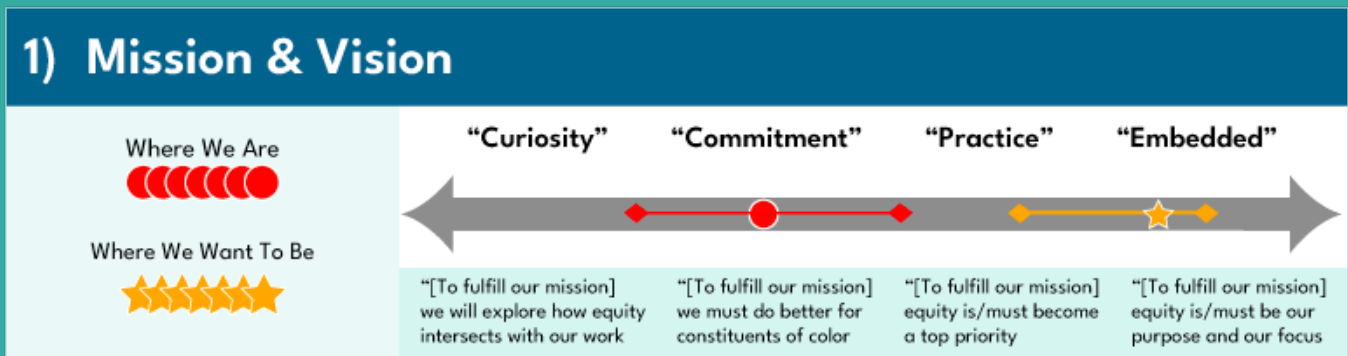 1) Mission & Vision
Where We Are
Where We Want To Be
“Curiosity”
“Commitment”
“Practice”
“Embedded”
“[To fulfill our mission]
we will explore how equity
intersects with our work
“[To fulfill our mission]
we must do better for
constituents of color
“[To fulfill our mission]
equity is/must become
a top priority
“[To fulfill our mission]
equity is/must be our
purpose and our focus